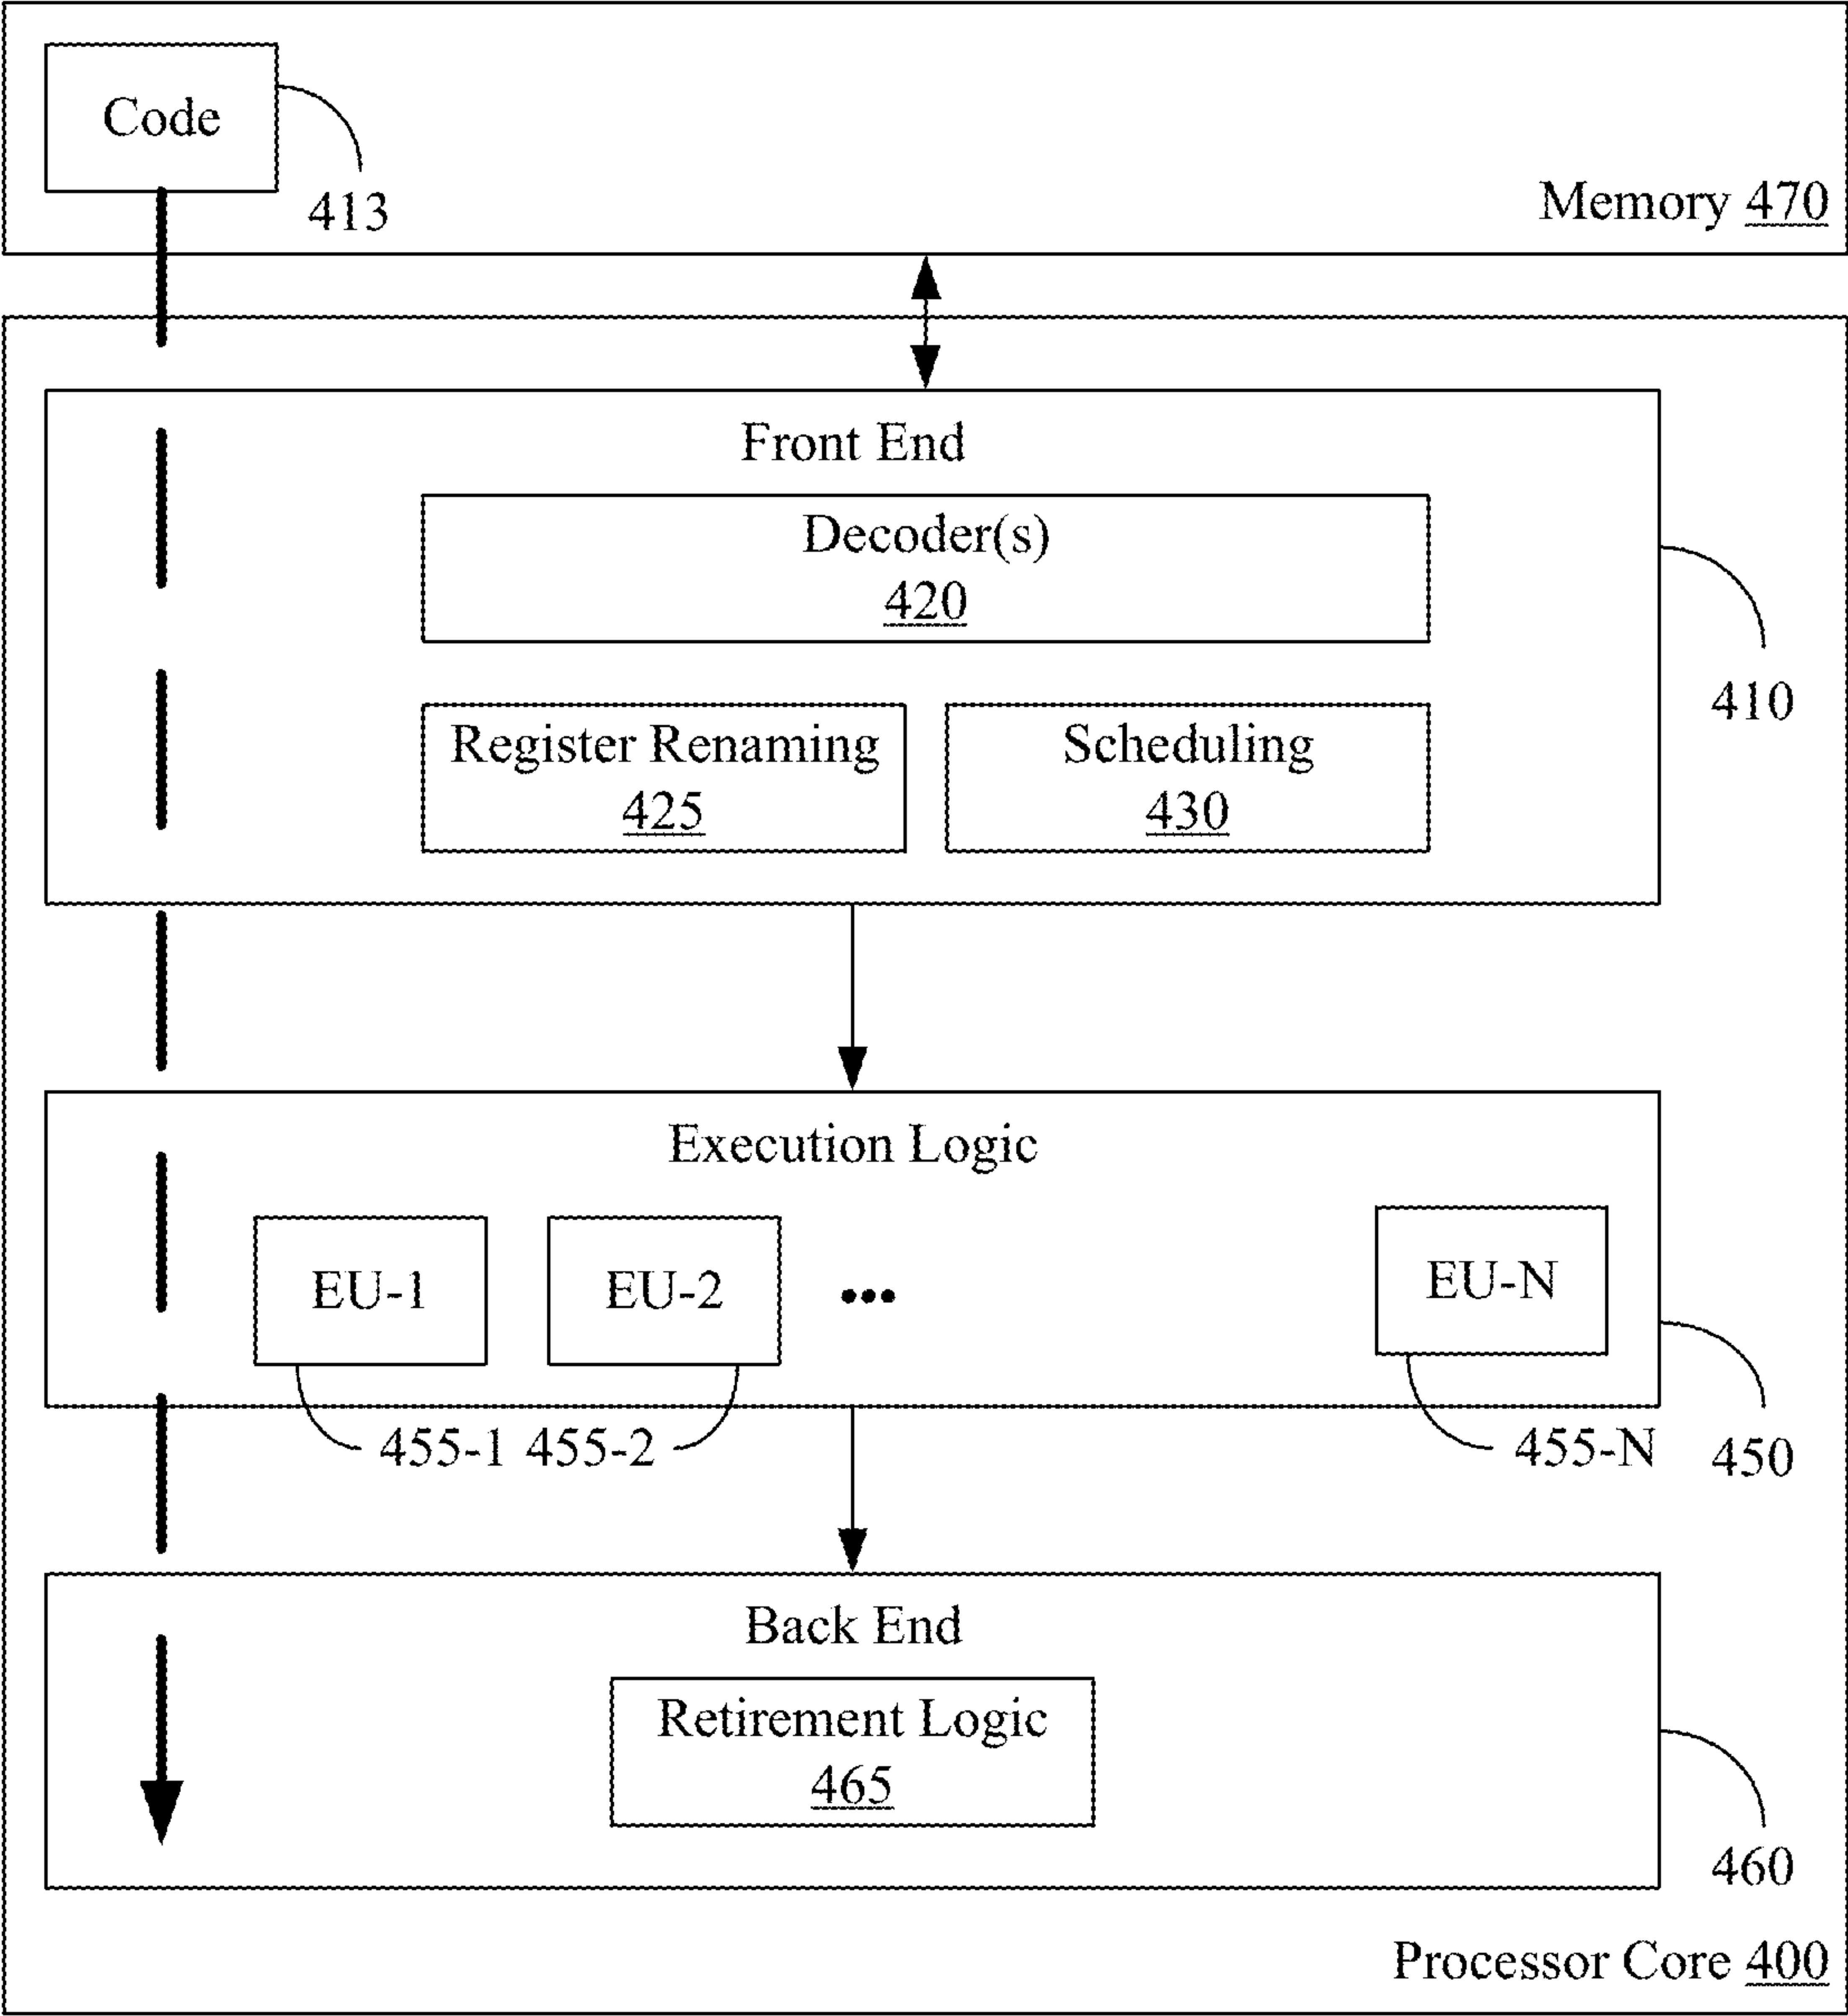 Code
413
Memory 470
Front End
Decoder(s)
420
410
Register Renaming
425
Scheduling
430
Execution Logic
EU-1
EU-2
•••
EU-N
455-1 455-2
455-N
450
Back End
Retirement Logic
465
460
Processor Core 400